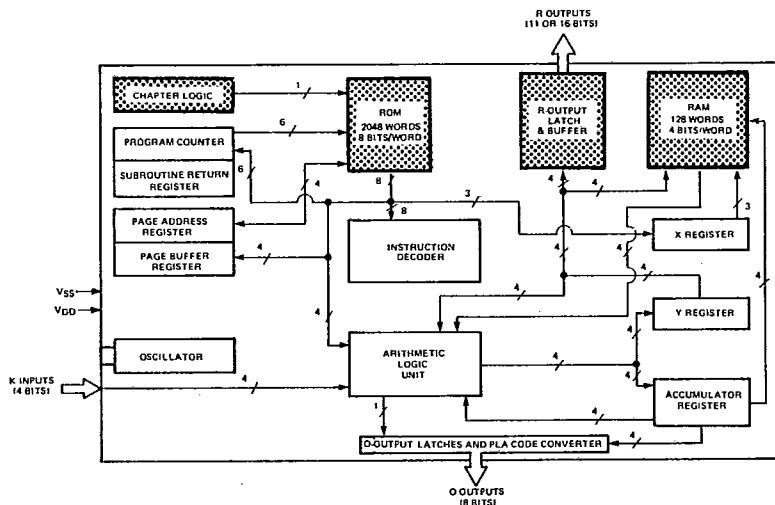 R OUTPUTS
(11 OR 16 BITS)
CHAPTER LOGIC
1
ROM
2048 WORDS
8 BITS/WORD
R-OUTPUT
LATCH
& BUFFER
RAM
128 WORDS
4 BITS/WORD
PROGRAM COUNTER
6
SUBROUTINE RETURN
REGISTER
6
4
8
4
4
PAGE ADDRESS
REGISTER
8
3
3
X REGISTER
PAGE BUFFER
REGISTER
4
INSTRUCTION
DECODER
4
4
4
VSS
VDD
4
4
4
Y REGISTER
OSCILLATOR
ARITHMETIC
LOGIC
UNIT
4
4
K INPUTS
(4 BITS)
4
4
ACCUMULATOR
REGISTER
1
4
4
O-OUTPUT LATCHES AND PLA CODE CONVERTER
O OUTPUTS
(8 BITS)